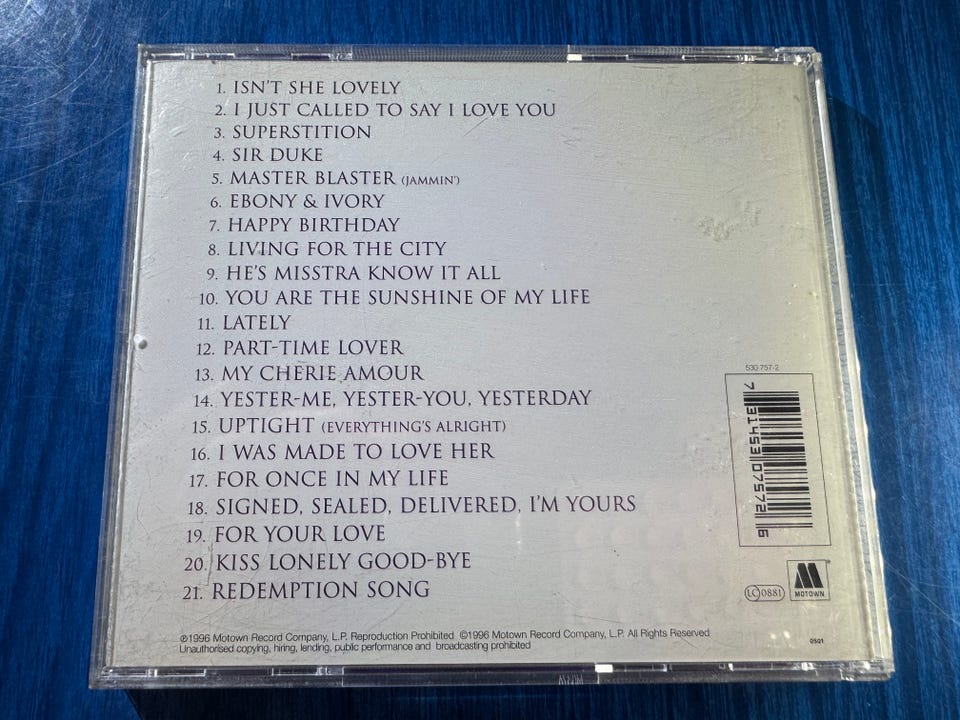 1. ISN'T SHE LOVELY
2. I JUST CALLED TO SAY I LOVE YOU
3. SUPERSTITION
4. SIR DUKE
5. MASTER BLASTER (JAMMIN')
6. EBONY & IVORY
7. HAPPY BIRTHDAY
8. LIVING FOR THE CITY
9. HE'S MISSTRA KNOW IT ALL
10. YOU ARE THE SUNSHINE OF MY LIFE
11. LATELY
12. PART-TIME LOVER
13. MY CHERIE AMOUR
14. YESTER-ME, YESTER-YOU, YESTERDAY
15. UPTIGHT (EVERYTHING'S ALRIGHT)
16. I WAS MADE TO LOVE HER
17. FOR ONCE IN MY LIFE
18. SIGNED, SEALED, DELIVERED, I'M YOURS
19. FOR YOUR LOVE
20. KISS LONELY GOOD-BYE
21. REDEMPTION SONG
530 757-2
7 31453 07572 6
LC 0881
M
MOTOWN
℗1996 Motown Record Company, L.P. Reproduction Prohibited ©1996 Motown Record Company, L.P. All Rights Reserved
Unauthorised copying, hiring, lending, public performance and broadcasting prohibited